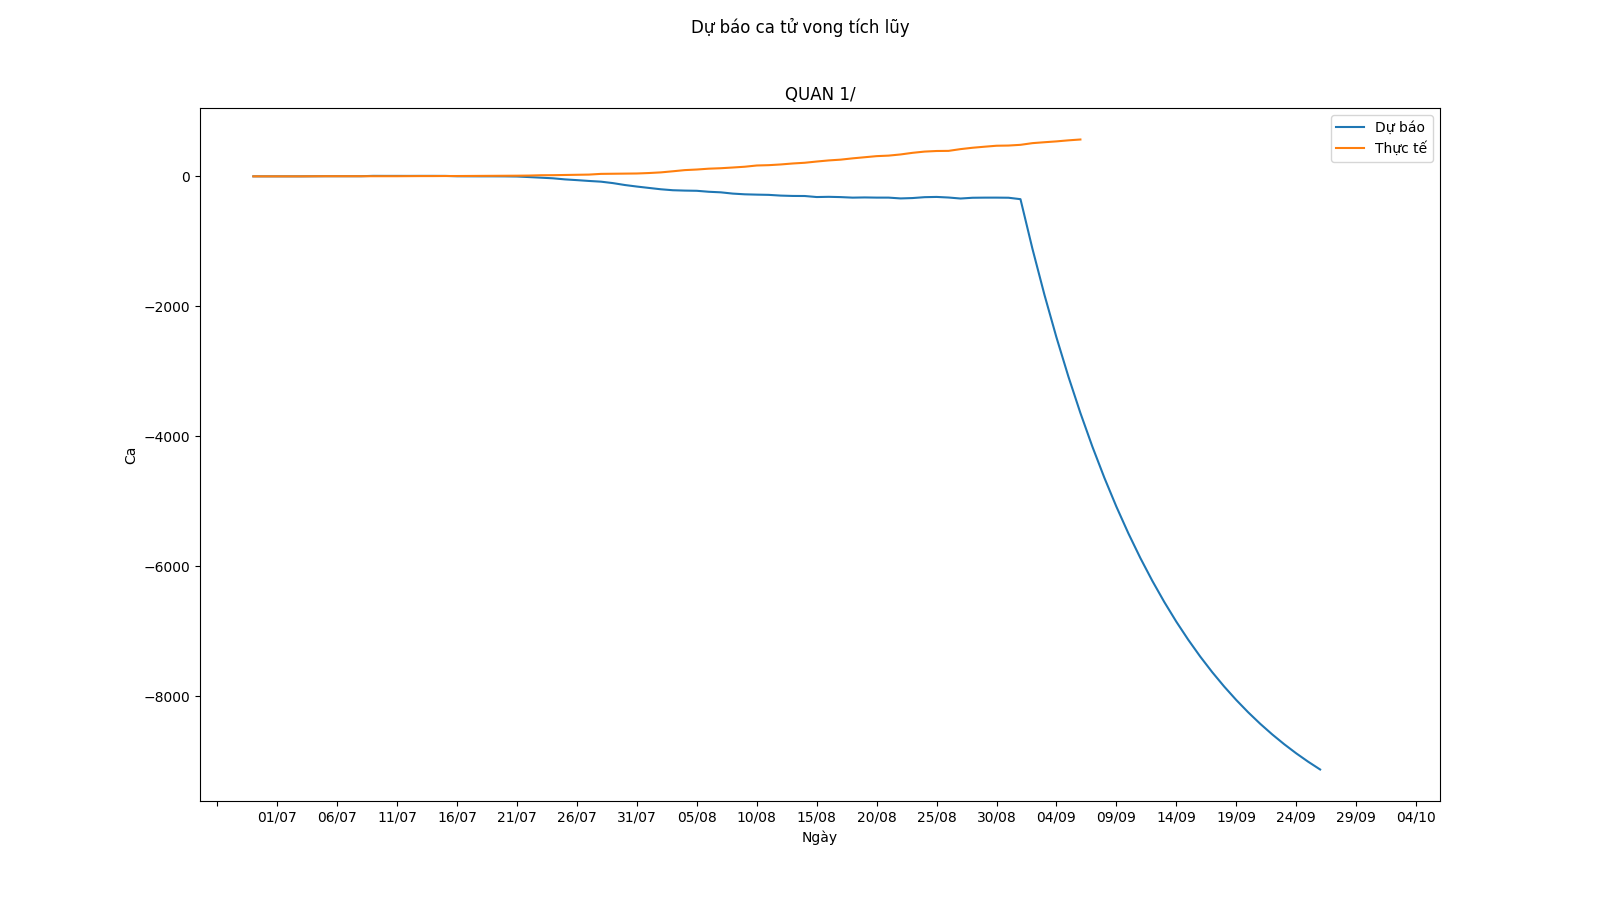 Dự báo ca tử vong tích lũy
QUAN 1/
Dự báo
Thực tế
0
−2000
−4000
−6000
−8000
Ca
01/07 06/07 11/07 16/07 21/07 26/07 31/07 05/08 10/08 15/08 20/08 25/08 30/08 04/09 09/09 14/09 19/09 24/09 29/09 04/10
Ngày